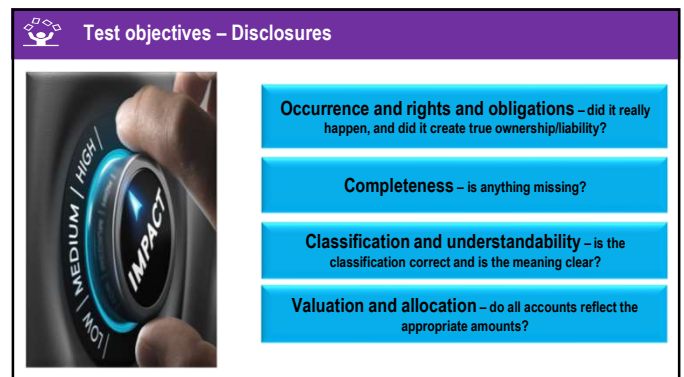 Test objectives – Disclosures
LOW | MEDIUM | HIGH |
IMPACT
Occurrence and rights and obligations – did it really
happen, and did it create true ownership/liability?
Completeness – is anything missing?
Classification and understandability – is the
classification correct and is the meaning clear?
Valuation and allocation – do all accounts reflect the
appropriate amounts?